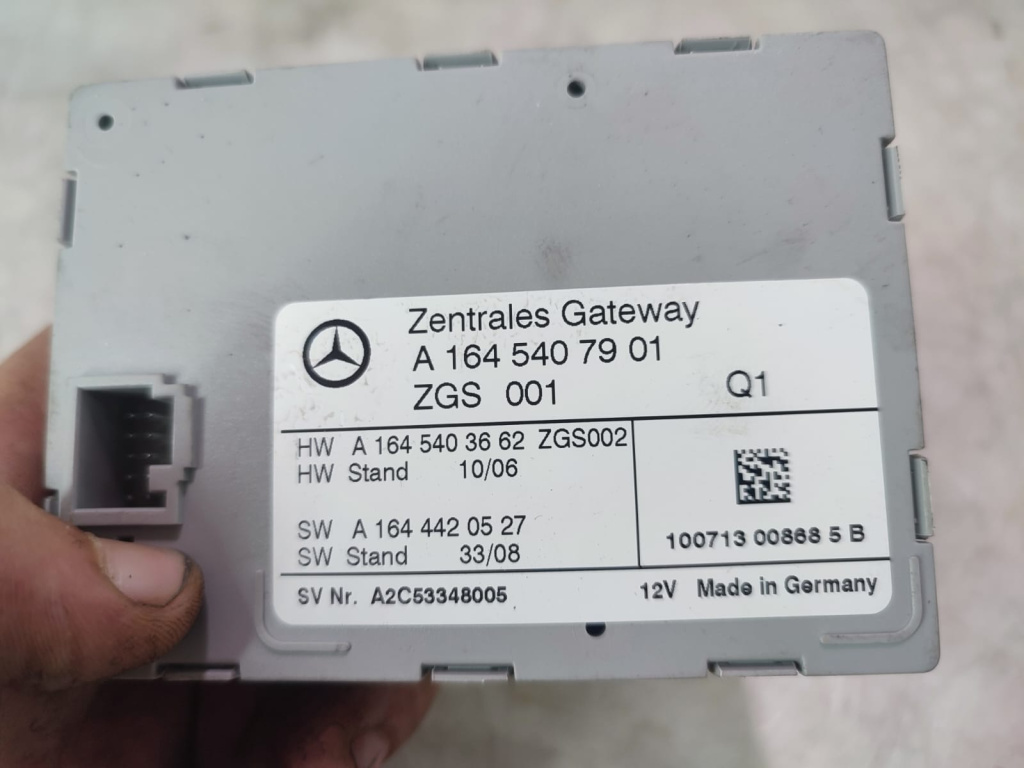 Zentrales Gateway
A 164 540 79 01
ZGS 001 Q1
HW A 164 540 36 62 ZGS002
HW Stand 10/06
SW A 164 442 05 27
SW Stand 33/08
100713 00868 5 B
SV Nr. A2C53348005 12V Made in Germany